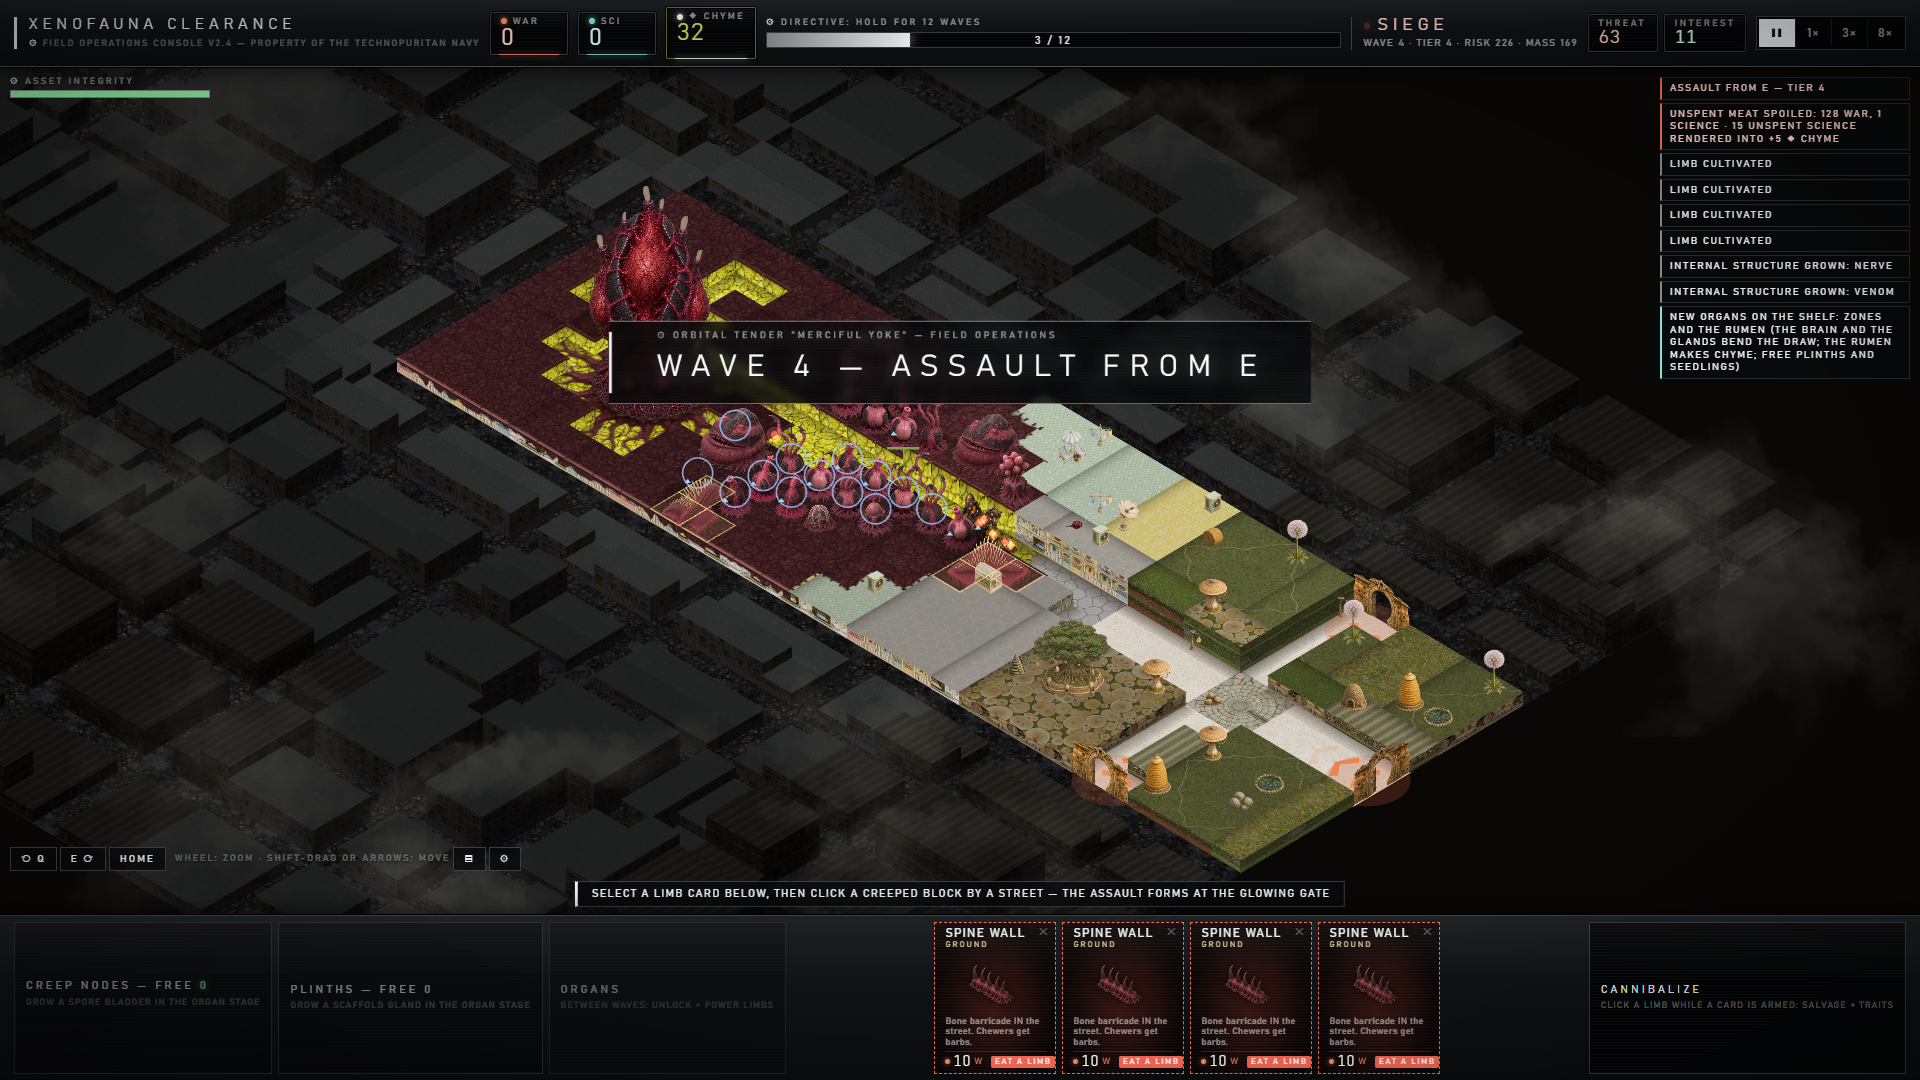 XENOFAUNA CLEARANCE
FIELD OPERATIONS CONSOLE V2.4 — PROPERTY OF THE TECHNOPURITAN NAVY
WAR
0
SCI
0
◆ CHYME
32
DIRECTIVE: HOLD FOR 12 WAVES
3 / 12
SIEGE
WAVE 4 · TIER 4 · RISK 226 · MASS 169
THREAT
63
INTEREST
11
1×
3×
8×
ASSET INTEGRITY
ASSAULT FROM E — TIER 4
UNSPENT MEAT SPOILED: 128 WAR, 1
SCIENCE · 15 UNSPENT SCIENCE
RENDERED INTO +5 ◆ CHYME
LIMB CULTIVATED
LIMB CULTIVATED
LIMB CULTIVATED
LIMB CULTIVATED
INTERNAL STRUCTURE GROWN: NERVE
INTERNAL STRUCTURE GROWN: VENOM
NEW ORGANS ON THE SHELF: ZONES
AND THE RUMEN (THE BRAIN AND THE
GLANDS BEND THE DRAW; THE RUMEN
MAKES CHYME; FREE PLINTHS AND
SEEDLINGS)
ORBITAL TENDER "MERCIFUL YOKE" — FIELD OPERATIONS
WAVE 4 — ASSAULT FROM E
Q
E
HOME
WHEEL: ZOOM · SHIFT-DRAG OR ARROWS: MOVE
SELECT A LIMB CARD BELOW, THEN CLICK A CREEPED BLOCK BY A STREET — THE ASSAULT FORMS AT THE GLOWING GATE
CREEP NODES — FREE 0
GROW A SPORE BLADDER IN THE ORGAN STAGE
PLINTHS — FREE 0
GROW A SCAFFOLD GLAND IN THE ORGAN STAGE
ORGANS
BETWEEN WAVES: UNLOCK + POWER LIMBS
SPINE WALL ×
GROUND
Bone barricade IN the
street. Chewers get
barbs.
10 W EAT A LIMB
SPINE WALL ×
GROUND
Bone barricade IN the
street. Chewers get
barbs.
10 W EAT A LIMB
SPINE WALL ×
GROUND
Bone barricade IN the
street. Chewers get
barbs.
10 W EAT A LIMB
SPINE WALL ×
GROUND
Bone barricade IN the
street. Chewers get
barbs.
10 W EAT A LIMB
CANNIBALIZE
CLICK A LIMB WHILE A CARD IS ARMED: SALVAGE + TRAITS